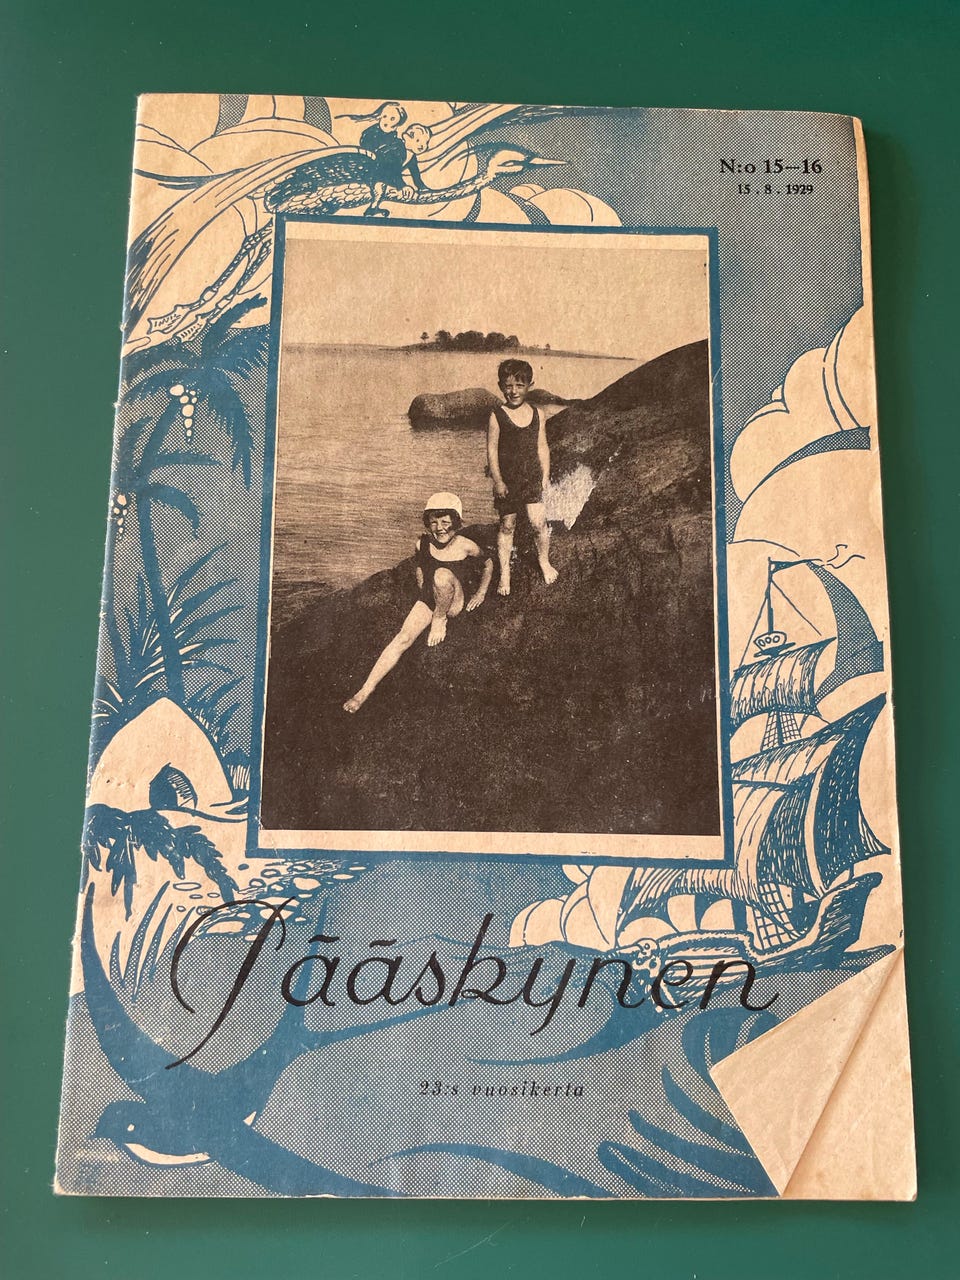 N:o 15—16
15 . 8 . 1929
Pääskynen
23:s vuosikerta